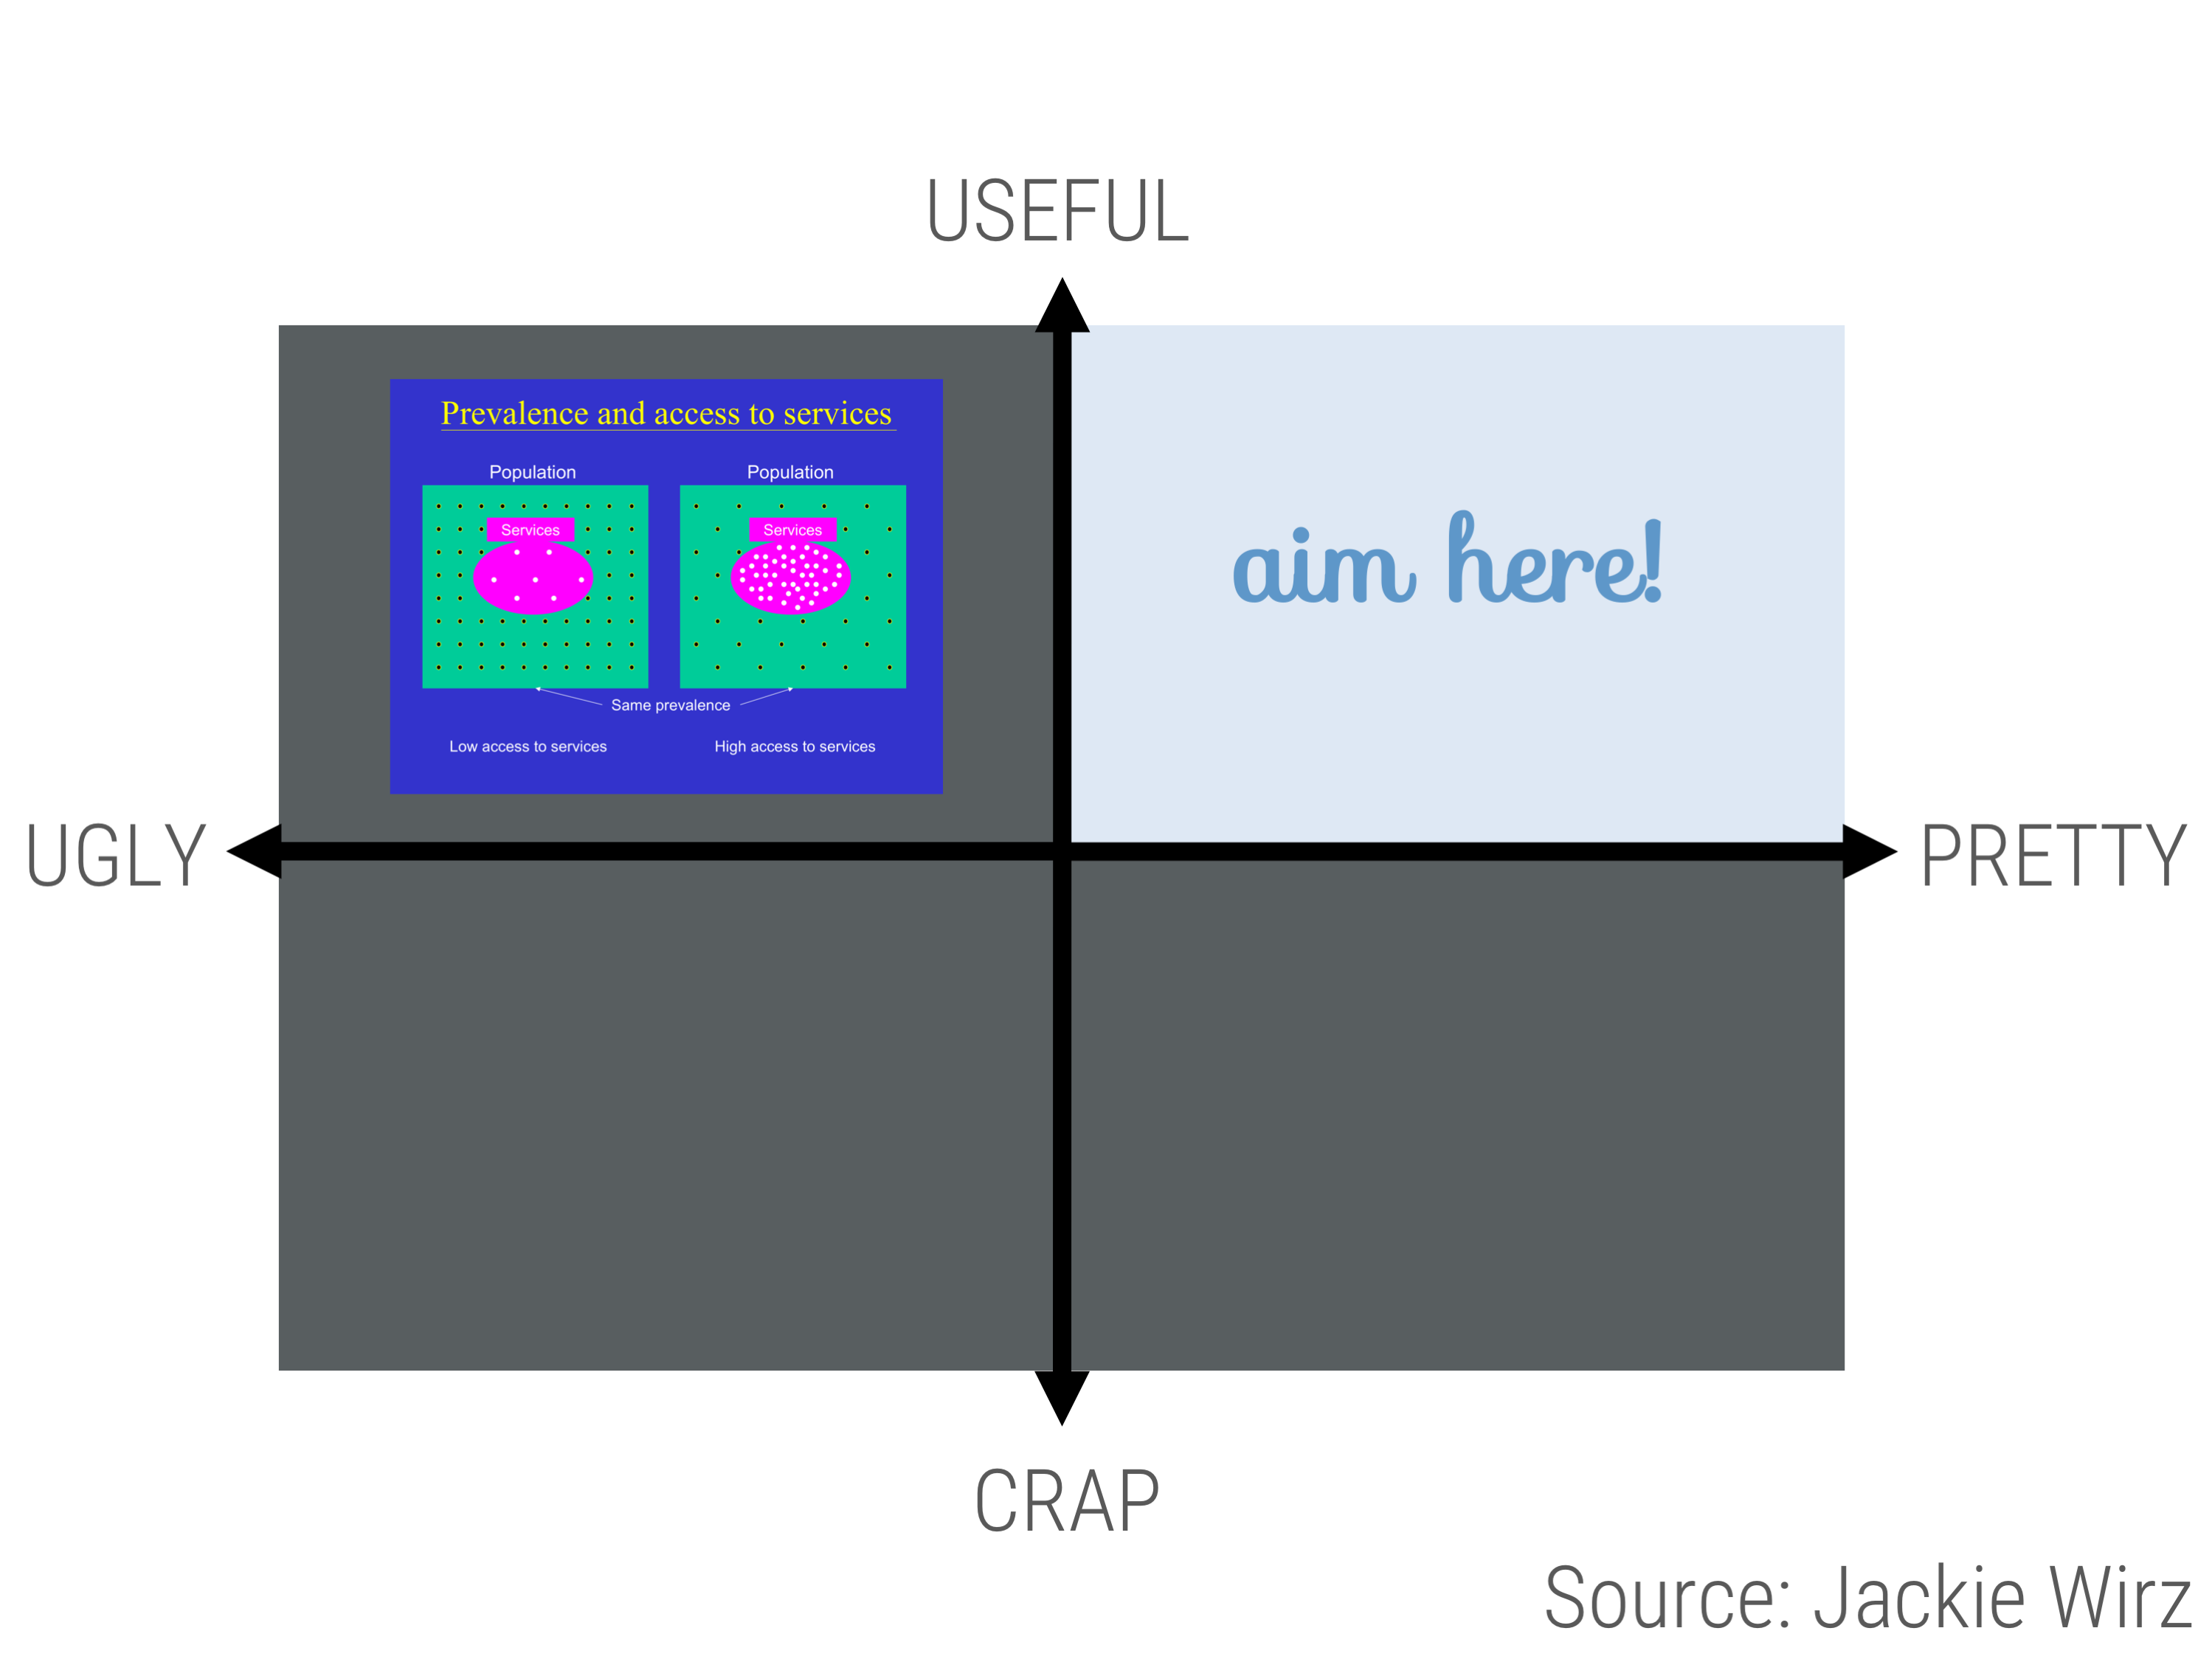 USEFUL
Prevalence and access to services
Population
Population
Services
Services
aim here!
Same prevalence
Low access to services
High access to services
UGLY
PRETTY
CRAP
Source: Jackie Wirz